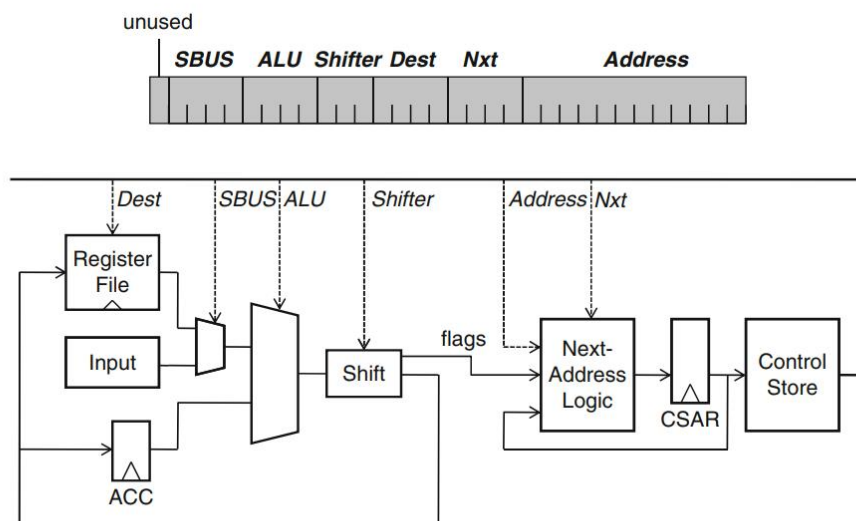 unused
SBUS ALU Shifter Dest Nxt Address
Dest SBUS ALU Shifter Address Nxt
Register
File
Input
ACC
Shift
flags
Next-
Address
Logic
CSAR
Control
Store